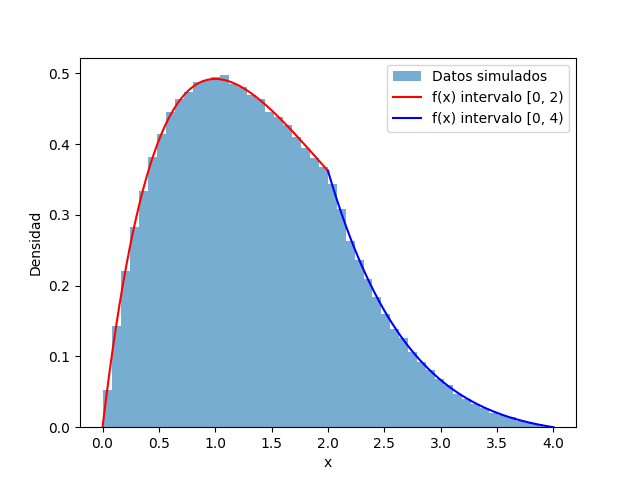 Datos simulados
f(x) intervalo [0, 2)
f(x) intervalo [0, 4)
0.5
0.4
0.3
0.2
0.1
0.0
Densidad
0.0 0.5 1.0 1.5 2.0 2.5 3.0 3.5 4.0
x